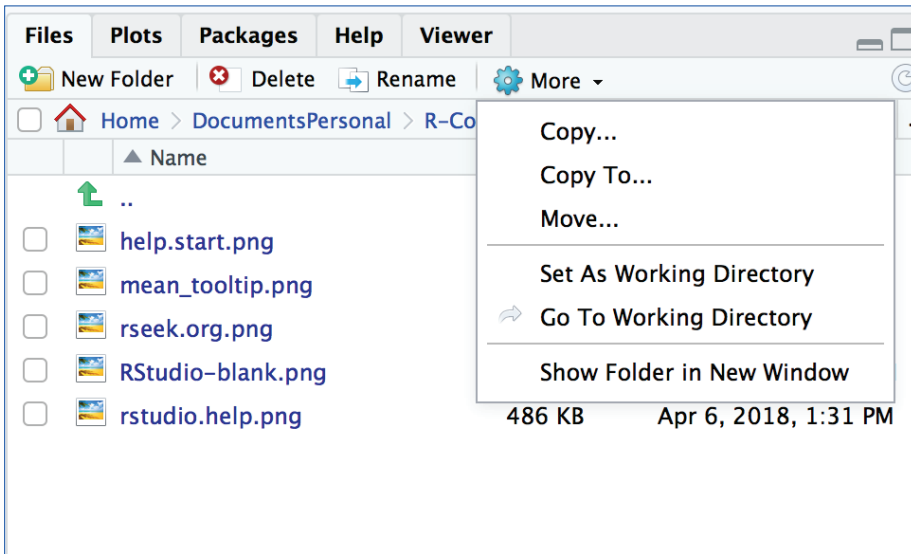 Files Plots Packages Help Viewer
New Folder Delete Rename More
Home > DocumentsPersonal > R-Co
Name
..
help.start.png
mean_tooltip.png
rseek.org.png
RStudio-blank.png
rstudio.help.png 486 KB Apr 6, 2018, 1:31 PM
Copy...
Copy To...
Move...
Set As Working Directory
Go To Working Directory
Show Folder in New Window